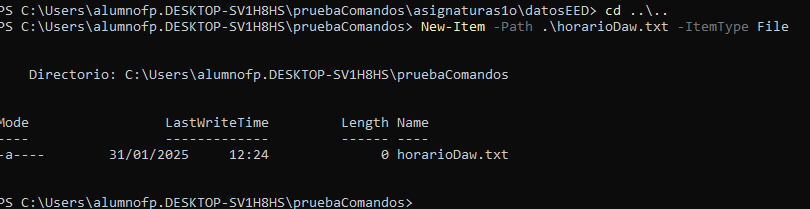 PS C:\Users\alumnofp.DESKTOP-SV1H8HS\pruebaComandos\asignaturas1o\datosEED> cd ..\..
PS C:\Users\alumnofp.DESKTOP-SV1H8HS\pruebaComandos> New-Item -Path .\horarioDaw.txt -ItemType File
Directorio: C:\Users\alumnofp.DESKTOP-SV1H8HS\pruebaComandos
Mode LastWriteTime Length Name
---- ------------- ------ ----
-a---- 31/01/2025 12:24 0 horarioDaw.txt
PS C:\Users\alumnofp.DESKTOP-SV1H8HS\pruebaComandos>